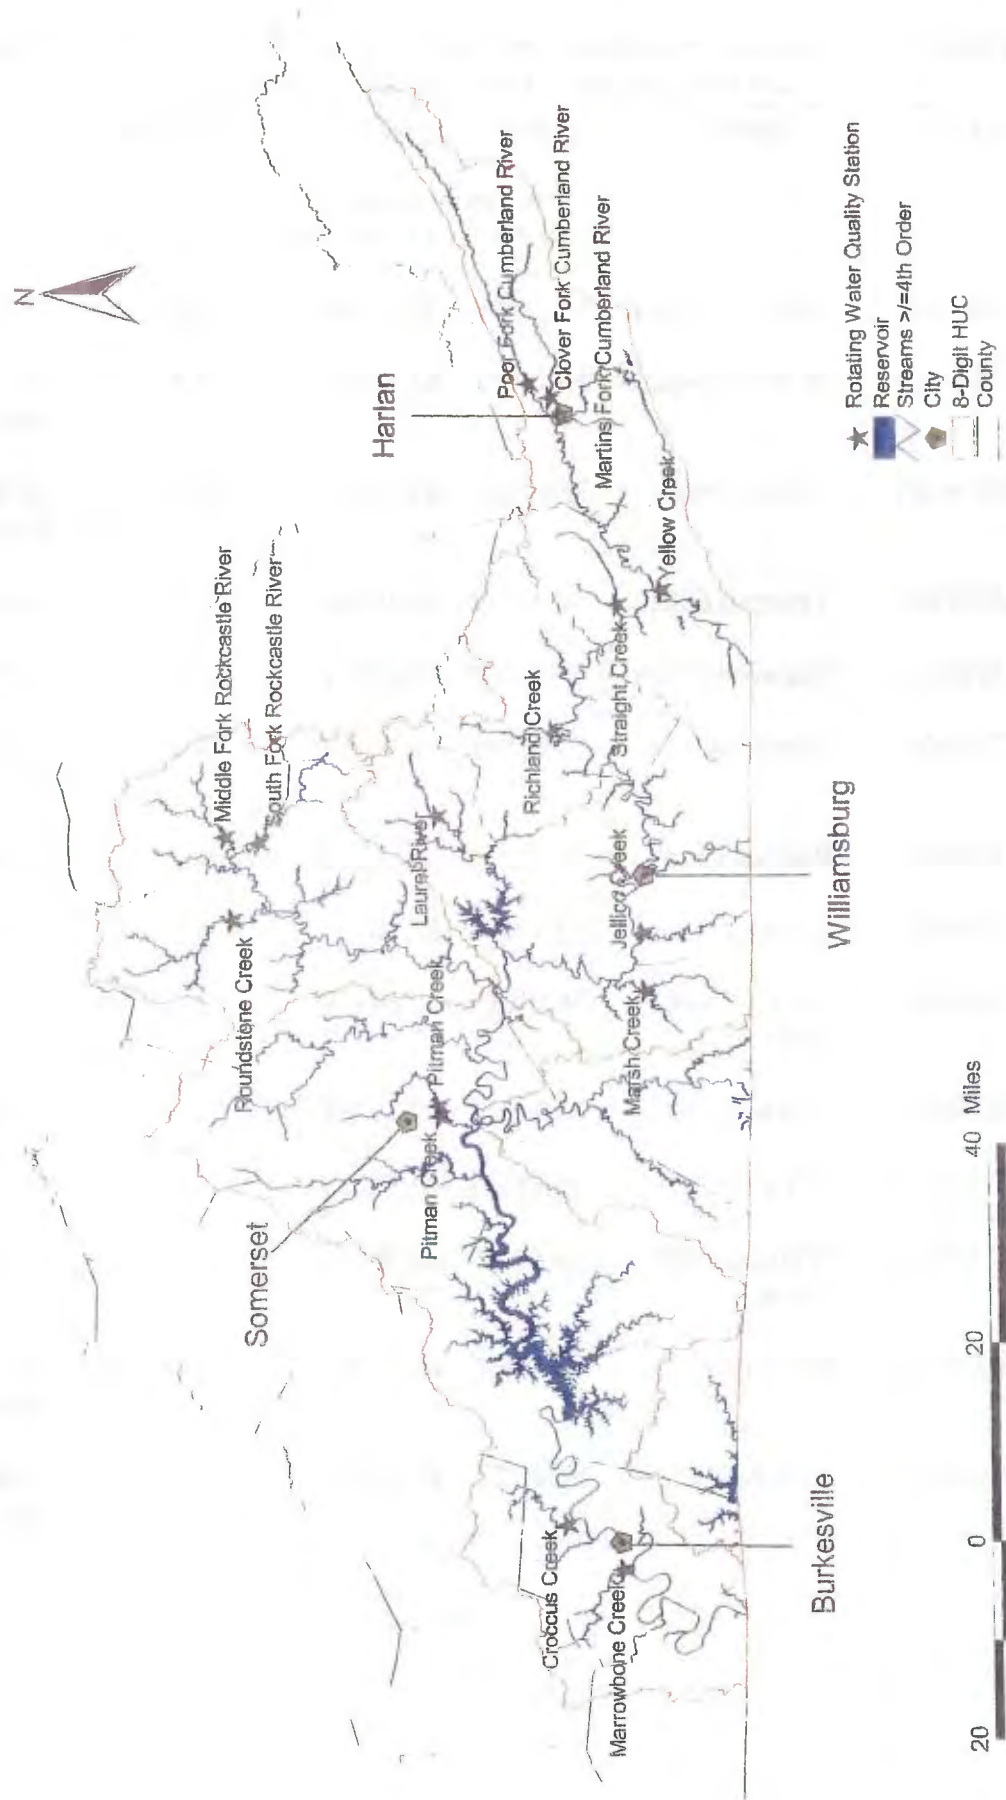 N
Harlan
Poor Fork Cumberland River
Clover Fork Cumberland River
Martins Fork Cumberland River
Yellow Creek
Middle Fork Rockcastle River
South Fork Rockcastle River
Richland Creek
Straight Creek
Laurel River
Jellico Creek
Williamsburg
Roundstone Creek
Pitman Creek
Marsh Creek
Somerset
Pitman Creek
Croccus Creek
Marrowbone Creek
Burkesville
Rotating Water Quality Station
Reservoir
Streams >/=4th Order
City
8-Digit HUC
County
20 0 20 40 Miles